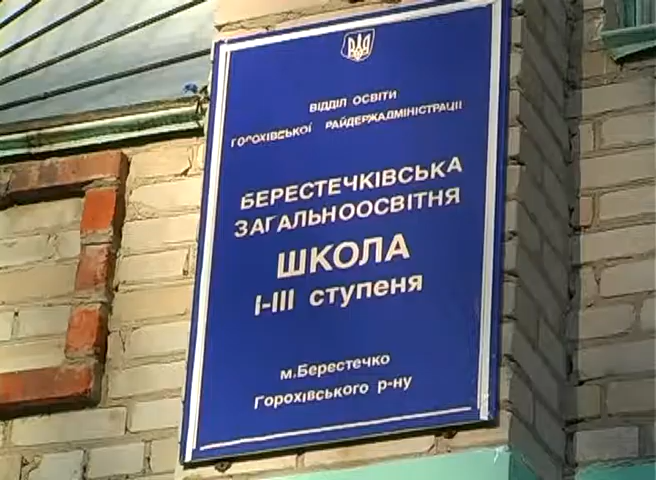 ВІДДІЛ ОСВІТИ
ГОРОХІВСЬКОЇ РАЙДЕРЖАДМІНІСТРАЦІЇ
БЕРЕСТЕЧКІВСЬКА
ЗАГАЛЬНООСВІТНЯ
ШКОЛА
І-ІІІ ступеня
м.Берестечко
Горохівського р-ну